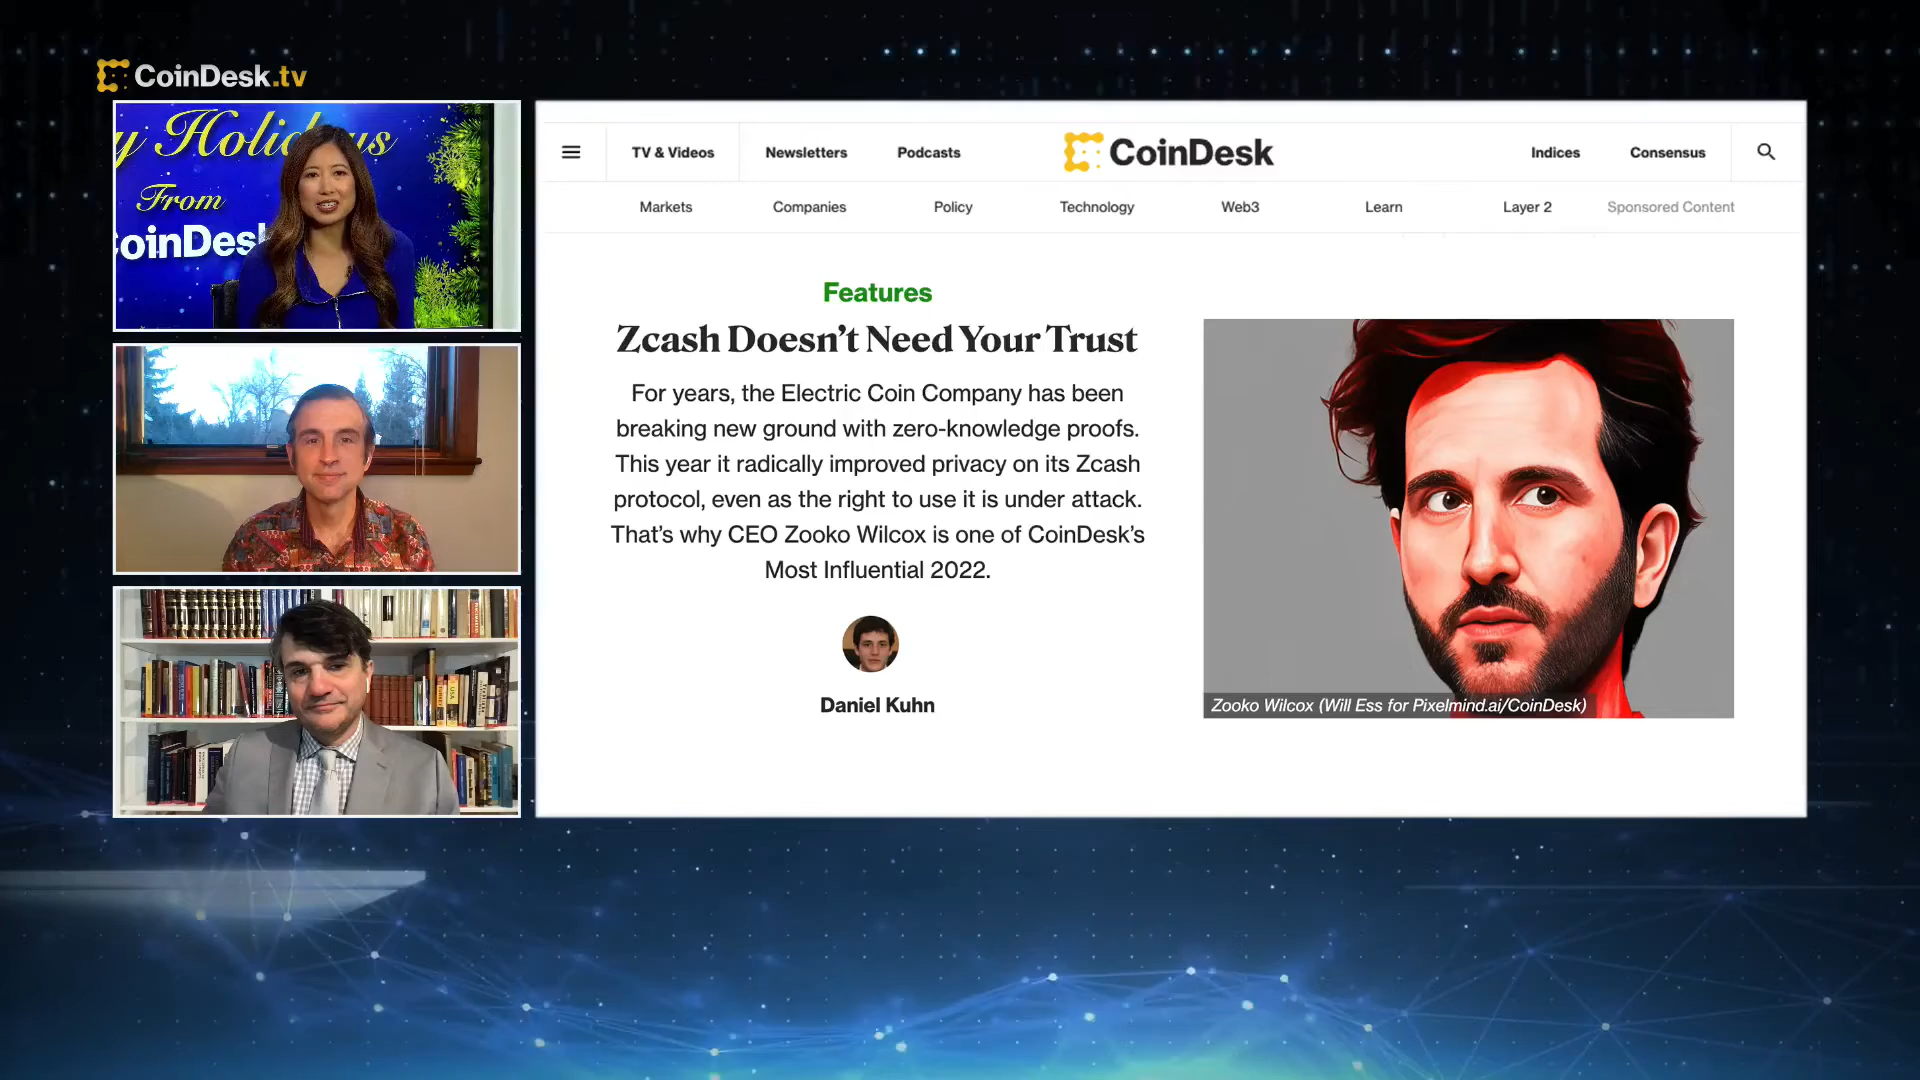 CoinDesk.tv
y Holidays
From
CoinDesk
TV & Videos
Newsletters
Podcasts
CoinDesk
Indices
Consensus
Markets
Companies
Policy
Technology
Web3
Learn
Layer 2
Sponsored Content
Features
Zcash Doesn’t Need Your Trust
For years, the Electric Coin Company has been
breaking new ground with zero-knowledge proofs.
This year it radically improved privacy on its Zcash
protocol, even as the right to use it is under attack.
That’s why CEO Zooko Wilcox is one of CoinDesk’s
Most Influential 2022.
Daniel Kuhn
Zooko Wilcox (Will Ess for Pixelmind.ai/CoinDesk)